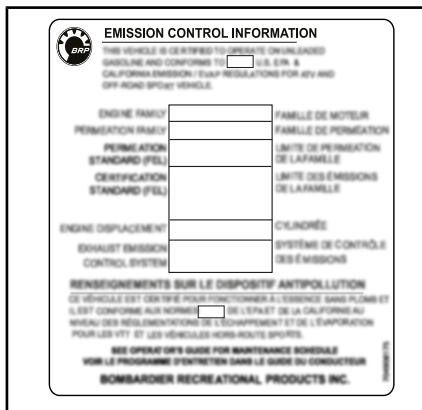 BRP
EMISSION CONTROL INFORMATION
THIS VEHICLE IS CERTIFIED TO OPERATE ON UNLEADED
GASOLINE AND CONFORMS TO U.S. EPA &
CALIFORNIA EMISSION / EVAP REGULATIONS FOR ATV AND
OFF-ROAD SPORT VEHICLE.
ENGINE FAMILY
FAMILLE DE MOTEUR
PERMEATION FAMILY
FAMILLE DE PERMÉATION
PERMEATION
STANDARD (FEL)
LIMITE DE PERMEATION
DE LA FAMILLE
CERTIFICATION
STANDARD (FEL)
LIMITE DES ÉMISSIONS
DE LA FAMILLE
ENGINE DISPLACEMENT
CYLINDRÉE
EXHAUST EMISSION
CONTROL SYSTEM
SYSTÈME DE CONTRÔLE
DES ÉMISSIONS
RENSEIGNEMENTS SUR LE DISPOSITIF ANTIPOLLUTION
CE VÉHICULE EST CERTIFIÉ POUR FONCTIONNER À L'ESSENCE SANS PLOMB ET
IL EST CONFORME AUX NORMES DE L'EPA ET DE LA CALIFORNIE AU
NIVEAU DES RÉGLEMENTATIONS DE L'ÉCHAPPEMENT ET DE L'ÉVAPORATION
POUR LES VTT ET LES VÉHICULES HORS-ROUTE SPORTS.
SEE OPERATOR'S GUIDE FOR MAINTENANCE SCHEDULE
VOIR LE PROGRAMME D'ENTRETIEN DANS LE GUIDE DU CONDUCTEUR
BOMBARDIER RECREATIONAL PRODUCTS INC.